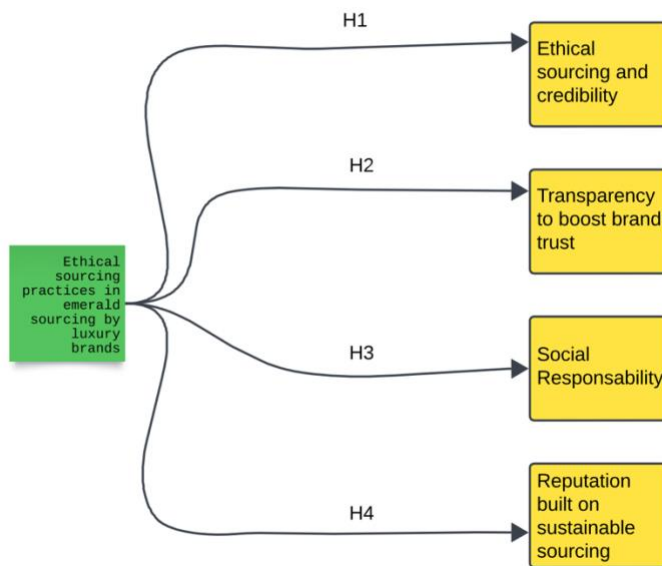 H1
Ethical
sourcing and
credibility
H2
Transparency
to boost brand
trust
Ethical
sourcing
practices in
emerald
sourcing by
luxury
brands
H3
Social
Responsability
H4
Reputation
built on
sustainable
sourcing